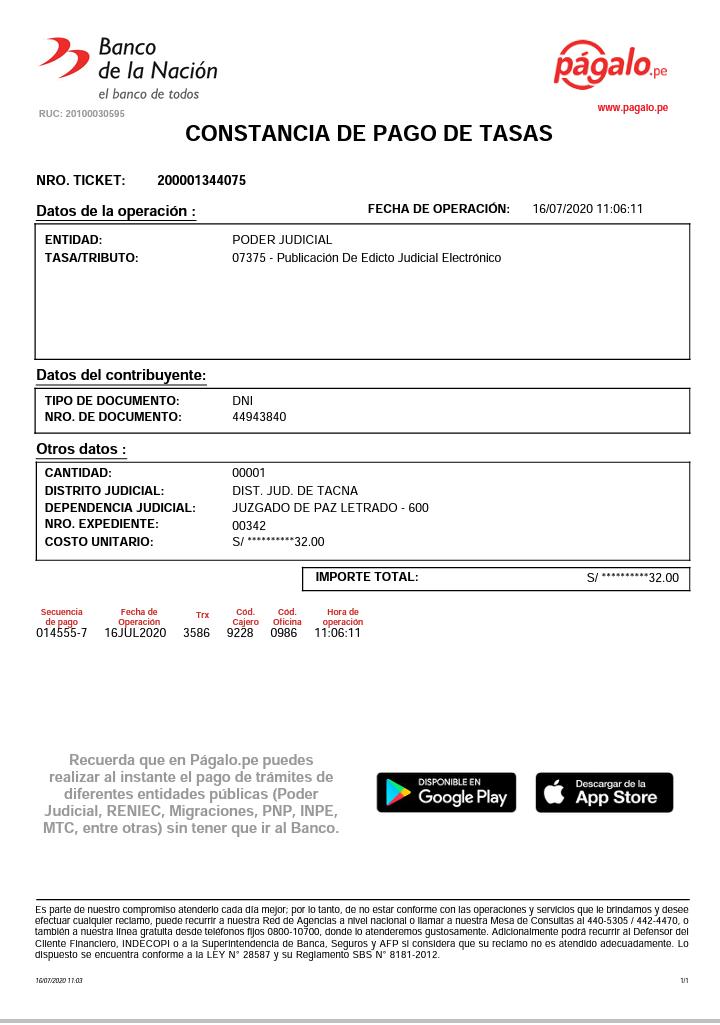 Banco
de la Nación
el banco de todos
RUC: 20100030595
págalo.pe
www.pagalo.pe
CONSTANCIA DE PAGO DE TASAS
NRO. TICKET: 200001344075
Datos de la operación : FECHA DE OPERACIÓN: 16/07/2020 11:06:11
ENTIDAD: PODER JUDICIAL
TASA/TRIBUTO: 07375 - Publicación De Edicto Judicial Electrónico
Datos del contribuyente:
TIPO DE DOCUMENTO: DNI
NRO. DE DOCUMENTO: 44943840
Otros datos :
CANTIDAD: 00001
DISTRITO JUDICIAL: DIST. JUD. DE TACNA
DEPENDENCIA JUDICIAL: JUZGADO DE PAZ LETRADO - 600
NRO. EXPEDIENTE: 00342
COSTO UNITARIO: S/ **********32.00
IMPORTE TOTAL: S/ **********32.00
Secuencia de pago Fecha de Operación Trx Cód. Cajero Cód. Oficina Hora de operación
014555-7 16JUL2020 3586 9228 0986 11:06:11
Recuerda que en Págalo.pe puedes
realizar al instante el pago de trámites de
diferentes entidades públicas (Poder
Judicial, RENIEC, Migraciones, PNP, INPE,
MTC, entre otras) sin tener que ir al Banco.
DISPONIBLE EN
Google Play
Descargar de la
App Store
Es parte de nuestro compromiso atenderlo cada día mejor; por lo tanto, de no estar conforme con las operaciones y servicios que le brindamos y desee
efectuar cualquier reclamo, puede recurrir a nuestra Red de Agencias a nivel nacional o llamar a nuestra Mesa de Consultas al 440-5305 / 442-4470, o
también a nuestra línea gratuita desde teléfonos fijos 0800-10700, donde lo atenderemos gustosamente. Adicionalmente podrá recurrir al Defensor del
Cliente Financiero, INDECOPI o a la Superintendencia de Banca, Seguros y AFP si considera que su reclamo no es atendido adecuadamente. Lo
dispuesto se encuentra conforme a la LEY N° 28587 y su Reglamento SBS N° 8181-2012.
16/07/2020 11:03 1/1